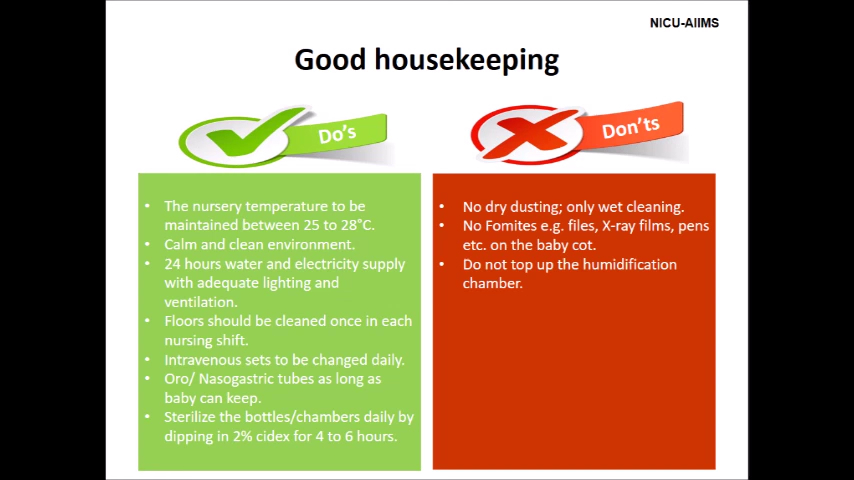 NICU-AIIMS
Good housekeeping
Do's
• The nursery temperature to be
maintained between 25 to 28°C.
• Calm and clean environment.
• 24 hours water and electricity supply
with adequate lighting and
ventilation.
• Floors should be cleaned once in each
nursing shift.
• Intravenous sets to be changed daily.
• Oro/ Nasogastric tubes as long as
baby can keep.
• Sterilize the bottles/chambers daily by
dipping in 2% cidex for 4 to 6 hours.
Don'ts
• No dry dusting; only wet cleaning.
• No Fomites e.g. files, X-ray films, pens
etc. on the baby cot.
• Do not top up the humidification
chamber.